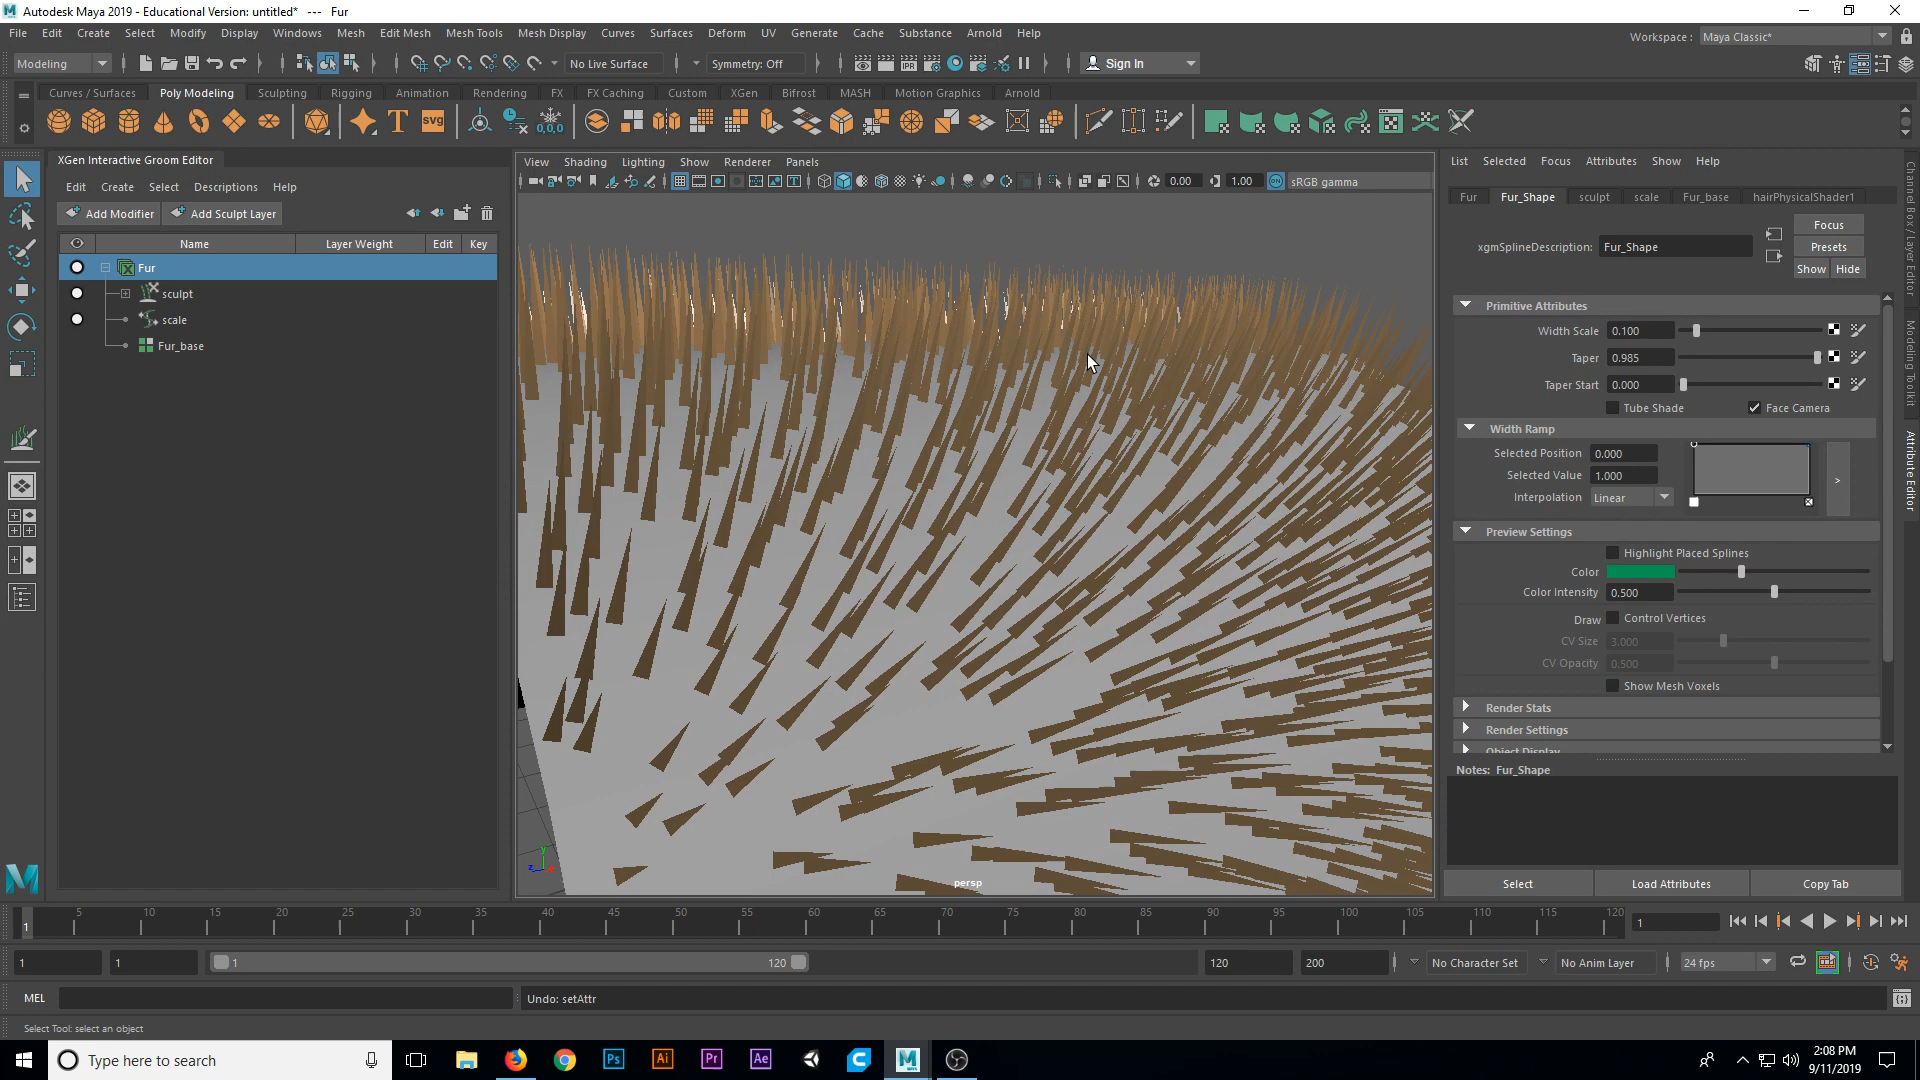 Autodesk Maya 2019 - Educational Version: untitled*   ---   Fur
File Edit Create Select Modify Display Windows Mesh Edit Mesh Mesh Tools Mesh Display Curves Surfaces Deform UV Generate Cache Substance Arnold Help
Workspace : Maya Classic*
Modeling No Live Surface Symmetry: Off Sign In
Curves / Surfaces Poly Modeling Sculpting Rigging Animation Rendering FX FX Caching Custom XGen Bifrost MASH Motion Graphics Arnold
XGen Interactive Groom Editor
Edit Create Select Descriptions Help
Add Modifier Add Sculpt Layer
Name Layer Weight Edit Key
Fur
sculpt
scale
Fur_base
View Shading Lighting Show Renderer Panels
0.00 1.00 sRGB gamma
persp
List Selected Focus Attributes Show Help
Fur Fur_Shape sculpt scale Fur_base hairPhysicalShader1
Focus
xgmSplineDescription: Fur_Shape Presets
Show Hide
Primitive Attributes
Width Scale 0.100
Taper 0.985
Taper Start 0.000
Tube Shade Face Camera
Width Ramp
Selected Position 0.000
Selected Value 1.000
Interpolation Linear
>
Preview Settings
Highlight Placed Splines
Color
Color Intensity 0.500
Draw Control Vertices
CV Size 3.000
CV Opacity 0.500
Show Mesh Voxels
Render Stats
Render Settings
Object Display
Notes: Fur_Shape
Select Load Attributes Copy Tab
Channel Box / Layer Editor
Modeling Toolkit
Attribute Editor
1 5 10 15 20 25 30 35 40 45 50 55 60 65 70 75 80 85 90 95 100 105 110 115 120 1
1 1 1 120 120 200 No Character Set No Anim Layer 24 fps
MEL Undo: setAttr
Select Tool: select an object
Type here to search
2:08 PM
9/11/2019